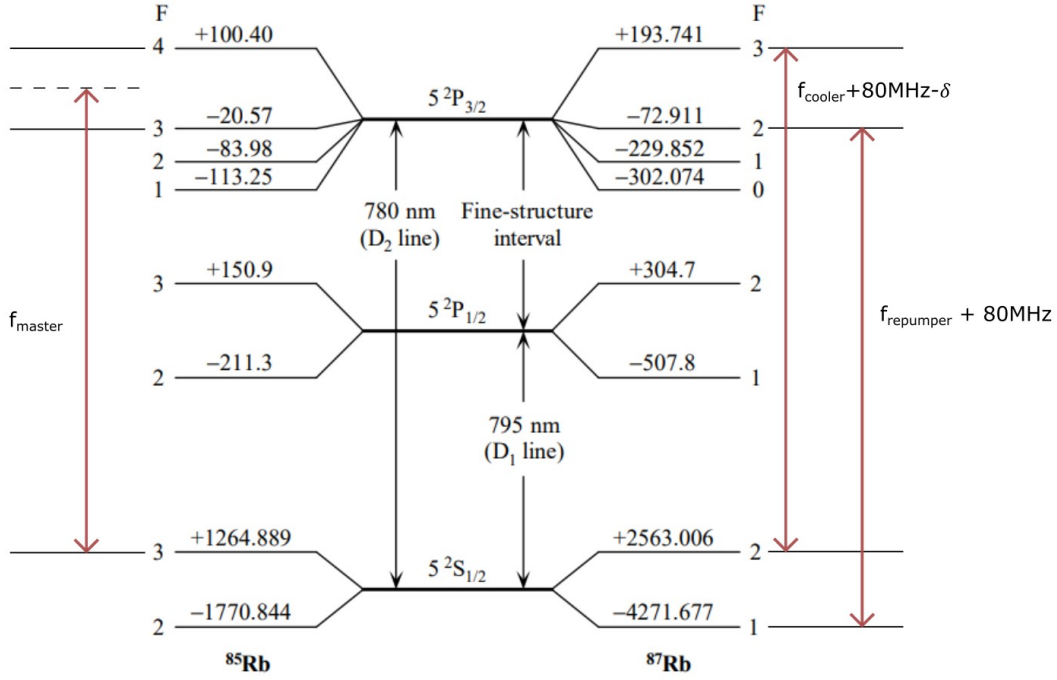 F
F
4 +100.40
+193.741 3
f_cooler+80MHz-δ
5 ²P₃/₂
3 −20.57
−72.911 2
2 −83.98
−229.852 1
1 −113.25
−302.074 0
780 nm
(D₂ line)
Fine-structure
interval
3 +150.9
+304.7 2
5 ²P₁/₂
f_master
f_repumper + 80MHz
2 −211.3
−507.8 1
795 nm
(D₁ line)
3 +1264.889
+2563.006 2
5 ²S₁/₂
2 −1770.844
−4271.677 1
⁸⁵Rb
⁸⁷Rb